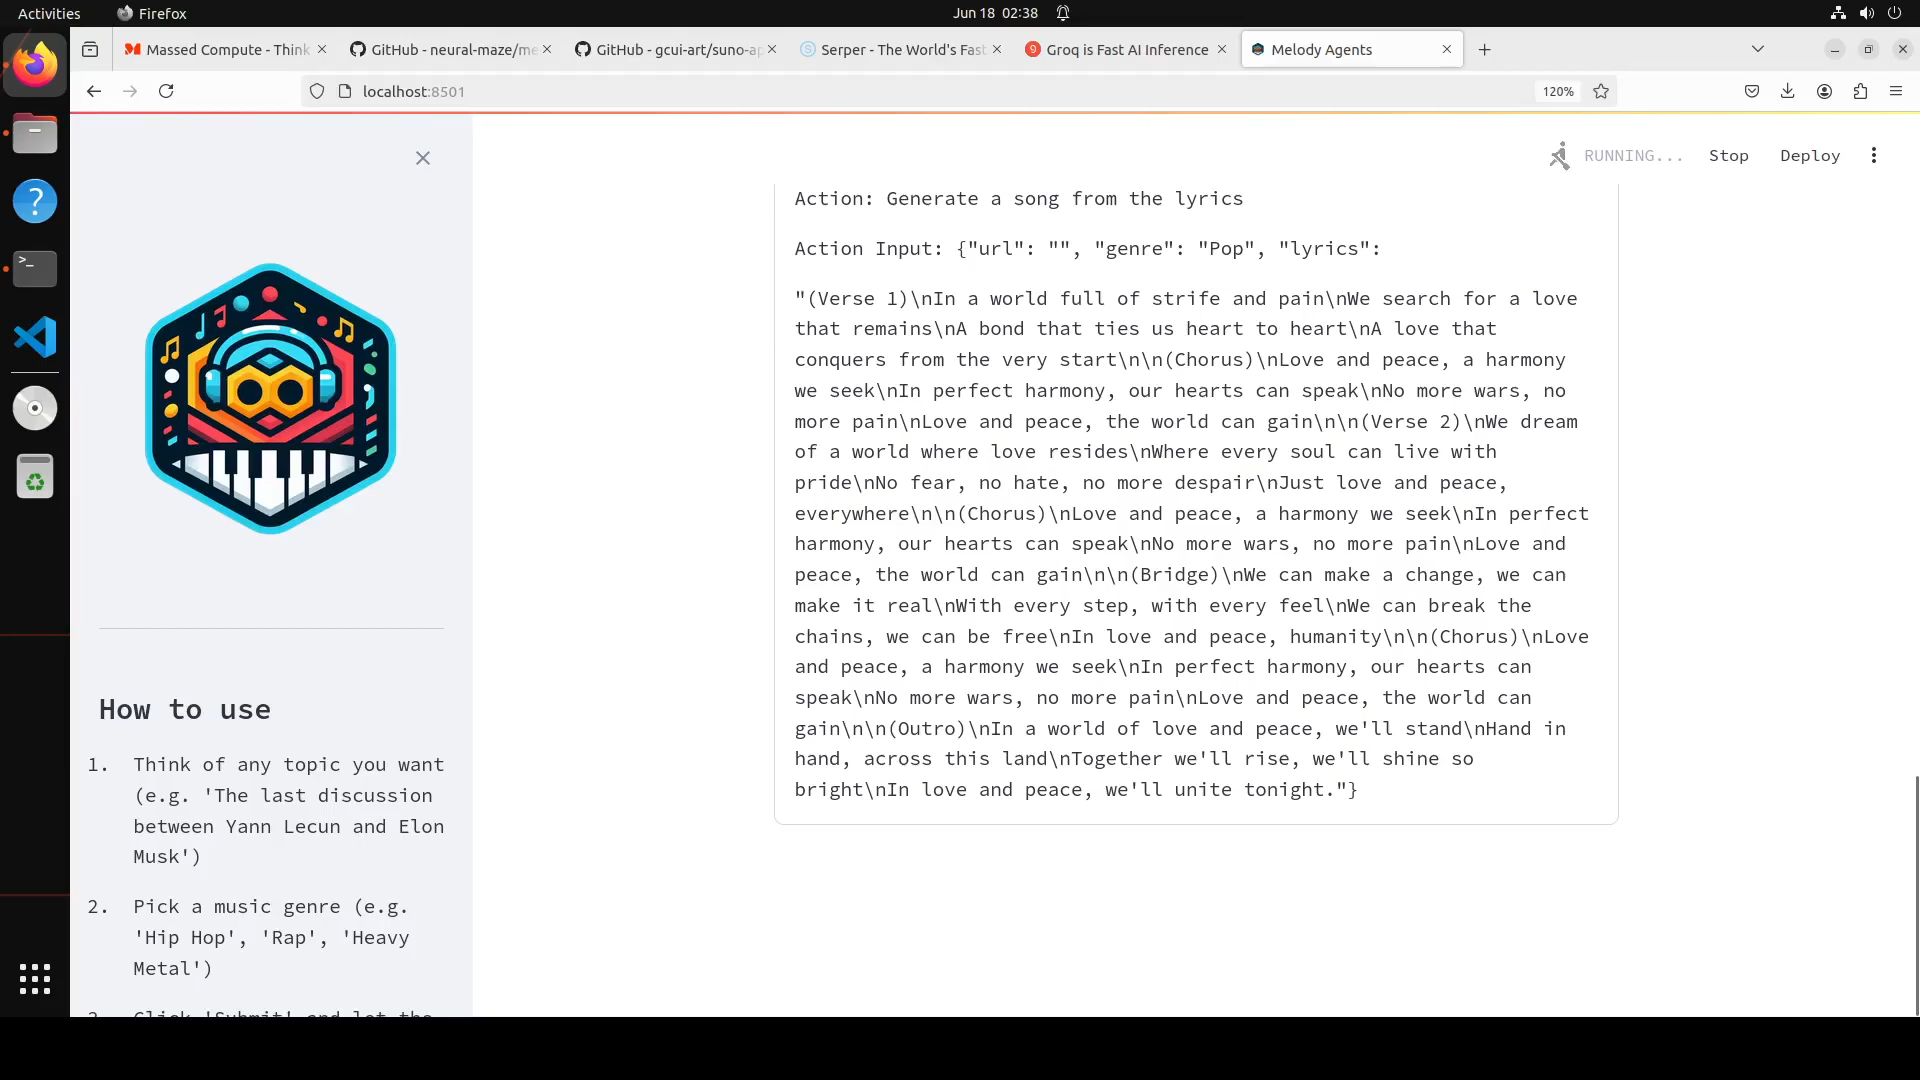 Activities
Firefox
Jun 18 02:38
Massed Compute - Think
GitHub - neural-maze/me
GitHub - gcui-art/suno-ap
Serper - The World's Fast
Groq is Fast AI Inference
Melody Agents
localhost:8501
120%
RUNNING...
Stop
Deploy
How to use
1. Think of any topic you want
(e.g. 'The last discussion
between Yann Lecun and Elon
Musk')
2. Pick a music genre (e.g.
'Hip Hop', 'Rap', 'Heavy
Metal')
3. Click 'Submit' and let the
Action: Generate a song from the lyrics
Action Input: {"url": "", "genre": "Pop", "lyrics":
"(Verse 1)\nIn a world full of strife and pain\nWe search for a love
that remains\nA bond that ties us heart to heart\nA love that
conquers from the very start\n\n(Chorus)\nLove and peace, a harmony
we seek\nIn perfect harmony, our hearts can speak\nNo more wars, no
more pain\nLove and peace, the world can gain\n\n(Verse 2)\nWe dream
of a world where love resides\nWhere every soul can live with
pride\nNo fear, no hate, no more despair\nJust love and peace,
everywhere\n\n(Chorus)\nLove and peace, a harmony we seek\nIn perfect
harmony, our hearts can speak\nNo more wars, no more pain\nLove and
peace, the world can gain\n\n(Bridge)\nWe can make a change, we can
make it real\nWith every step, with every feel\nWe can break the
chains, we can be free\nIn love and peace, humanity\n\n(Chorus)\nLove
and peace, a harmony we seek\nIn perfect harmony, our hearts can
speak\nNo more wars, no more pain\nLove and peace, the world can
gain\n\n(Outro)\nIn a world of love and peace, we'll stand\nHand in
hand, across this land\nTogether we'll rise, we'll shine so
bright\nIn love and peace, we'll unite tonight."}